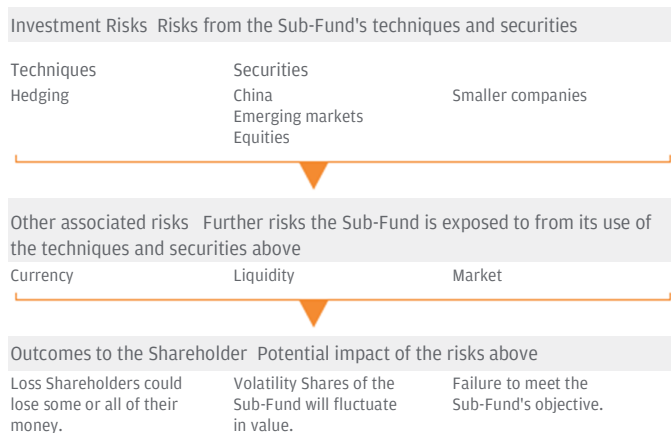 Investment Risks Risks from the Sub-Fund's techniques and securities
Techniques Securities
Hedging China Smaller companies
Emerging markets
Equities
Other associated risks Further risks the Sub-Fund is exposed to from its use of
the techniques and securities above
Currency Liquidity Market
Outcomes to the Shareholder Potential impact of the risks above
Loss Shareholders could
lose some or all of their
money.
Volatility Shares of the
Sub-Fund will fluctuate
in value.
Failure to meet the
Sub-Fund's objective.